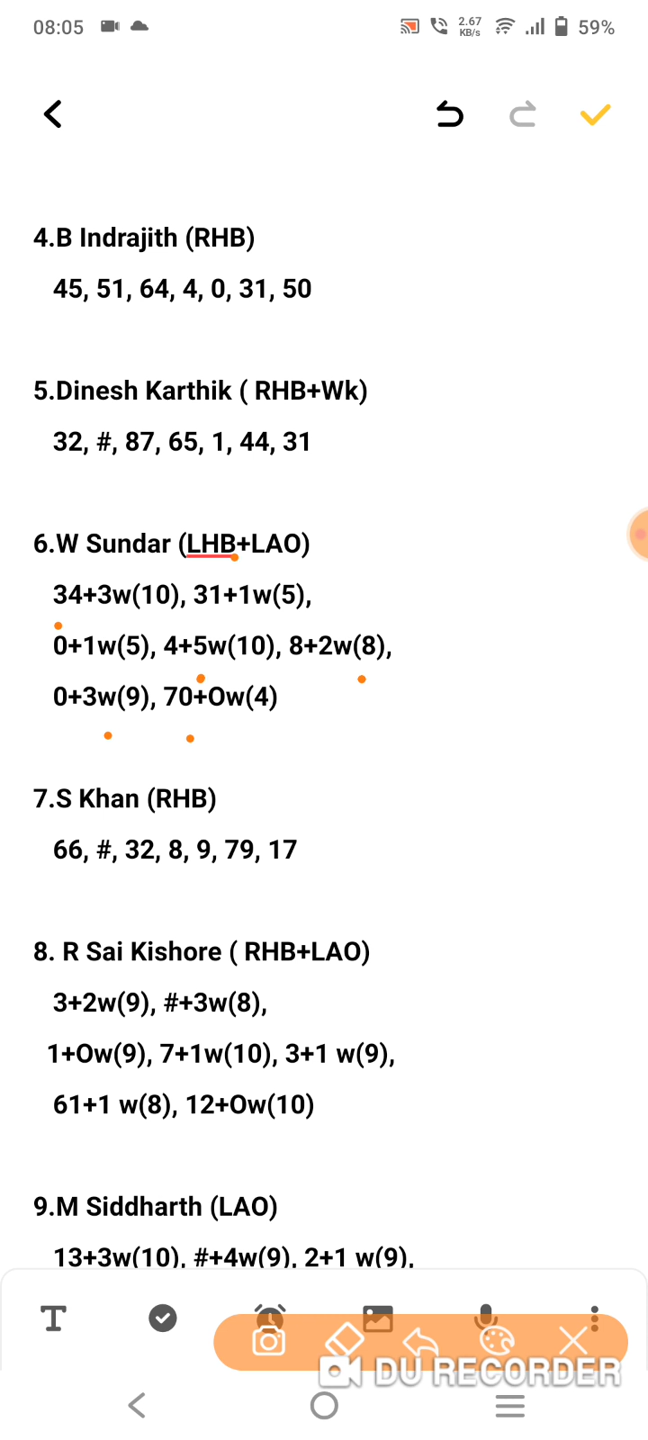 08:05 2.67 KB/s 59%
4.B Indrajith (RHB)
45, 51, 64, 4, 0, 31, 50
5.Dinesh Karthik ( RHB+Wk)
32, #, 87, 65, 1, 44, 31
6.W Sundar (LHB+LAO)
34+3w(10), 31+1w(5),
0+1w(5), 4+5w(10), 8+2w(8),
0+3w(9), 70+Ow(4)
7.S Khan (RHB)
66, #, 32, 8, 9, 79, 17
8. R Sai Kishore ( RHB+LAO)
3+2w(9), #+3w(8),
1+Ow(9), 7+1w(10), 3+1 w(9),
61+1 w(8), 12+Ow(10)
9.M Siddharth (LAO)
13+3w(10), #+4w(9), 2+1 w(9),
T
DU RECORDER